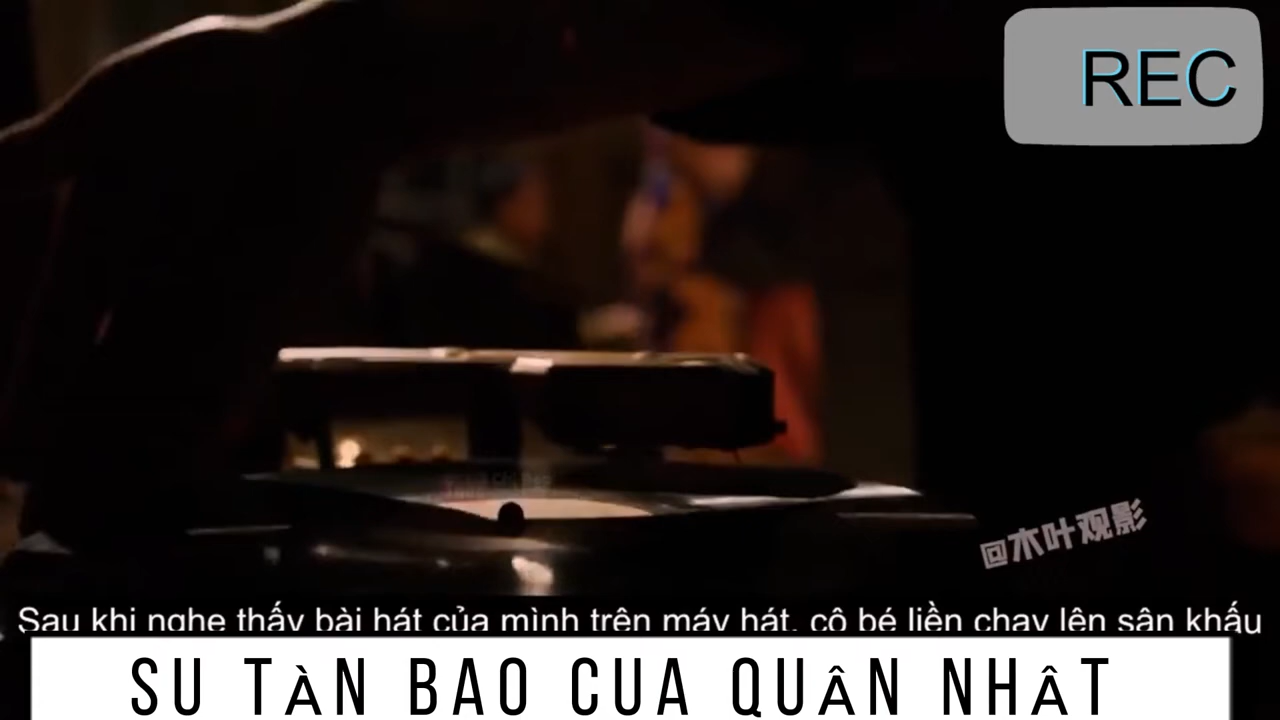 REC
@木叶观影
Sau khi nghe thấy bài hát của mình trên máy hát, cô bé liền chạy lên sân khấu
SU TÀN BAO CUA QUÂN NHÂT